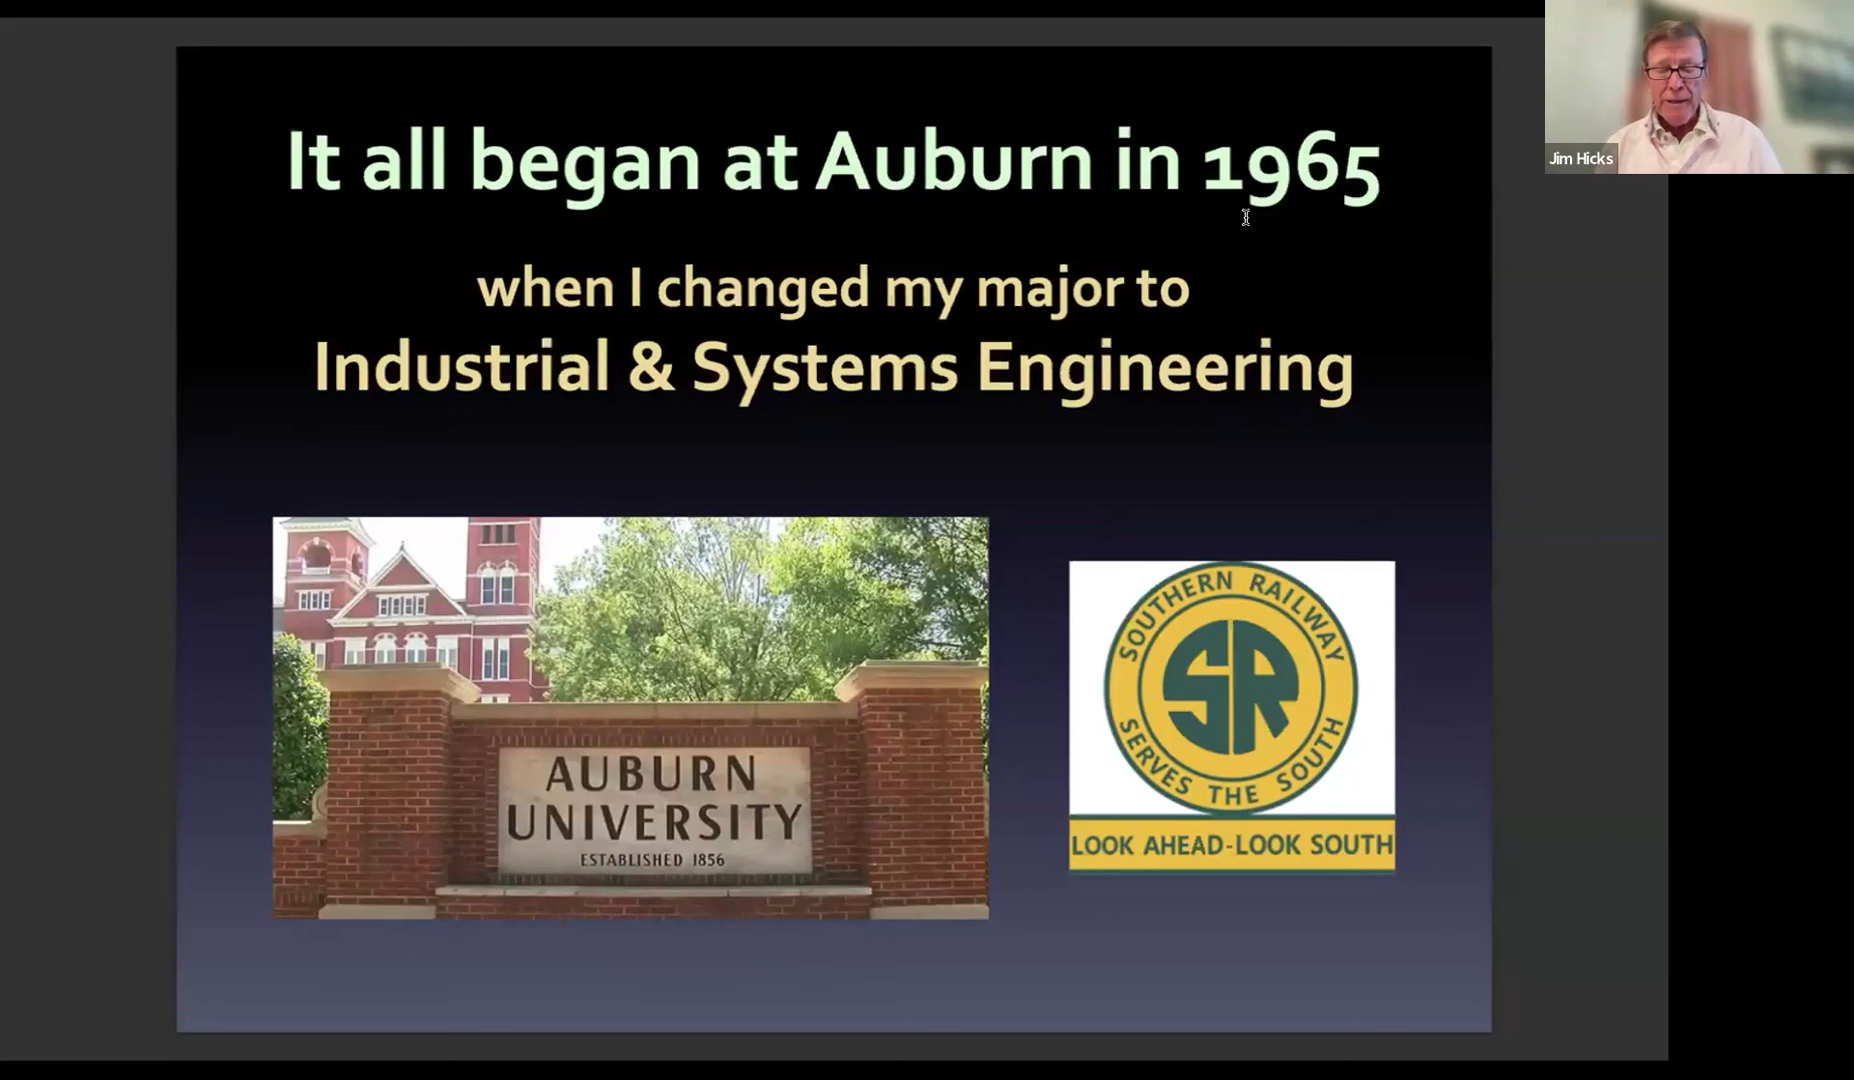 It all began at Auburn in 1965
when I changed my major to
Industrial & Systems Engineering
AUBURN
UNIVERSITY
ESTABLISHED 1856
SOUTHERN RAILWAY
SR
SERVES THE SOUTH
LOOK AHEAD-LOOK SOUTH
Jim Hicks